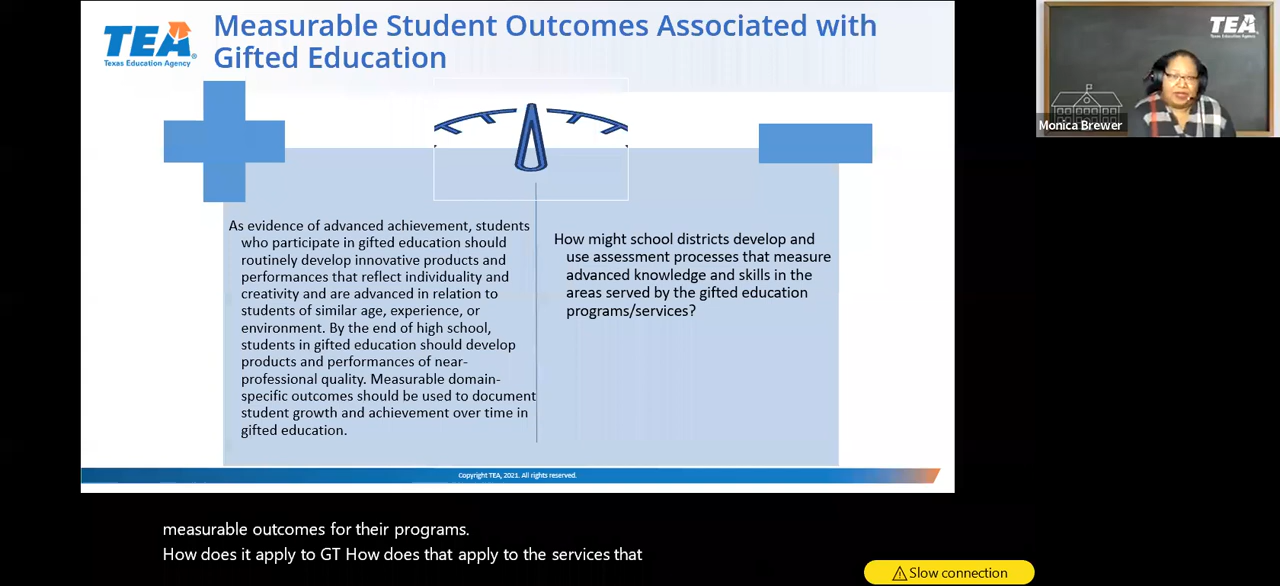 TEA
Texas Education Agency
Measurable Student Outcomes Associated with
Gifted Education
As evidence of advanced achievement, students
who participate in gifted education should
routinely develop innovative products and
performances that reflect individuality and
creativity and are advanced in relation to
students of similar age, experience, or
environment. By the end of high school,
students in gifted education should develop
products and performances of near-
professional quality. Measurable domain-
specific outcomes should be used to document
student growth and achievement over time in
gifted education.
How might school districts develop and
use assessment processes that measure
advanced knowledge and skills in the
areas served by the gifted education
programs/services?
Copyright TEA, 2021. All rights reserved.
TEA
Texas Education Agency
Monica Brewer
measurable outcomes for their programs.
How does it apply to GT How does that apply to the services that
Slow connection